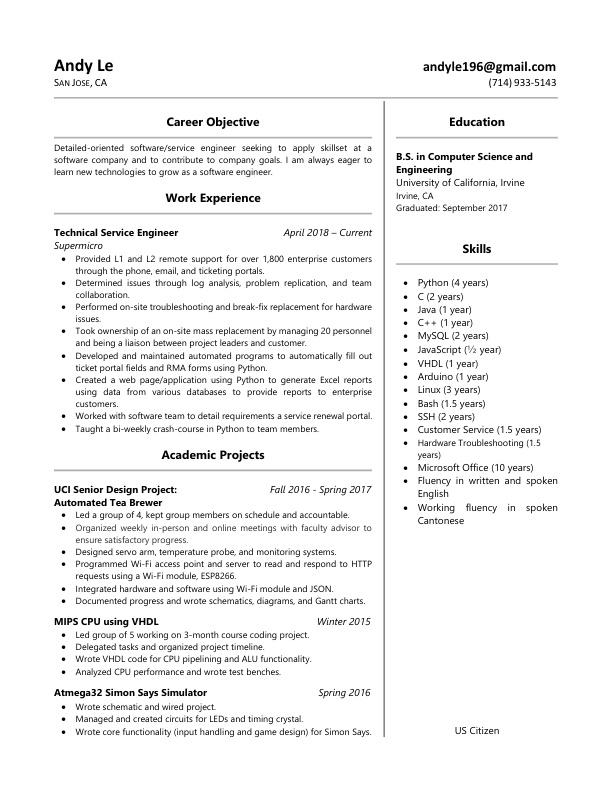 Andy Le
SAN JOSE, CA
andyle196@gmail.com
(714) 933-5143
Career Objective
Detailed-oriented software/service engineer seeking to apply skillset at a
software company and to contribute to company goals. I am always eager to
learn new technologies to grow as a software engineer.
Work Experience
Technical Service Engineer April 2018 – Current
Supermicro
• Provided L1 and L2 remote support for over 1,800 enterprise customers
through the phone, email, and ticketing portals.
• Determined issues through log analysis, problem replication, and team
collaboration.
• Performed on-site troubleshooting and break-fix replacement for hardware
issues.
• Took ownership of an on-site mass replacement by managing 20 personnel
and being a liaison between project leaders and customer.
• Developed and maintained automated programs to automatically fill out
ticket portal fields and RMA forms using Python.
• Created a web page/application using Python to generate Excel reports
using data from various databases to provide reports to enterprise
customers.
• Worked with software team to detail requirements a service renewal portal.
• Taught a bi-weekly crash-course in Python to team members.
Academic Projects
UCI Senior Design Project: Fall 2016 - Spring 2017
Automated Tea Brewer
• Led a group of 4, kept group members on schedule and accountable.
• Organized weekly in-person and online meetings with faculty advisor to
ensure satisfactory progress.
• Designed servo arm, temperature probe, and monitoring systems.
• Programmed Wi-Fi access point and server to read and respond to HTTP
requests using a Wi-Fi module, ESP8266.
• Integrated hardware and software using Wi-Fi module and JSON.
• Documented progress and wrote schematics, diagrams, and Gantt charts.
MIPS CPU using VHDL Winter 2015
• Led group of 5 working on 3-month course coding project.
• Delegated tasks and organized project timeline.
• Wrote VHDL code for CPU pipelining and ALU functionality.
• Analyzed CPU performance and wrote test benches.
Atmega32 Simon Says Simulator Spring 2016
• Wrote schematic and wired project.
• Managed and created circuits for LEDs and timing crystal.
• Wrote core functionality (input handling and game design) for Simon Says.
Education
B.S. in Computer Science and
Engineering
University of California, Irvine
Irvine, CA
Graduated: September 2017
Skills
• Python (4 years)
• C (2 years)
• Java (1 year)
• C++ (1 year)
• MySQL (2 years)
• JavaScript (½ year)
• VHDL (1 year)
• Arduino (1 year)
• Linux (3 years)
• Bash (1.5 years)
• SSH (2 years)
• Customer Service (1.5 years)
• Hardware Troubleshooting (1.5
years)
• Microsoft Office (10 years)
• Fluency in written and spoken
English
• Working fluency in spoken
Cantonese
US Citizen